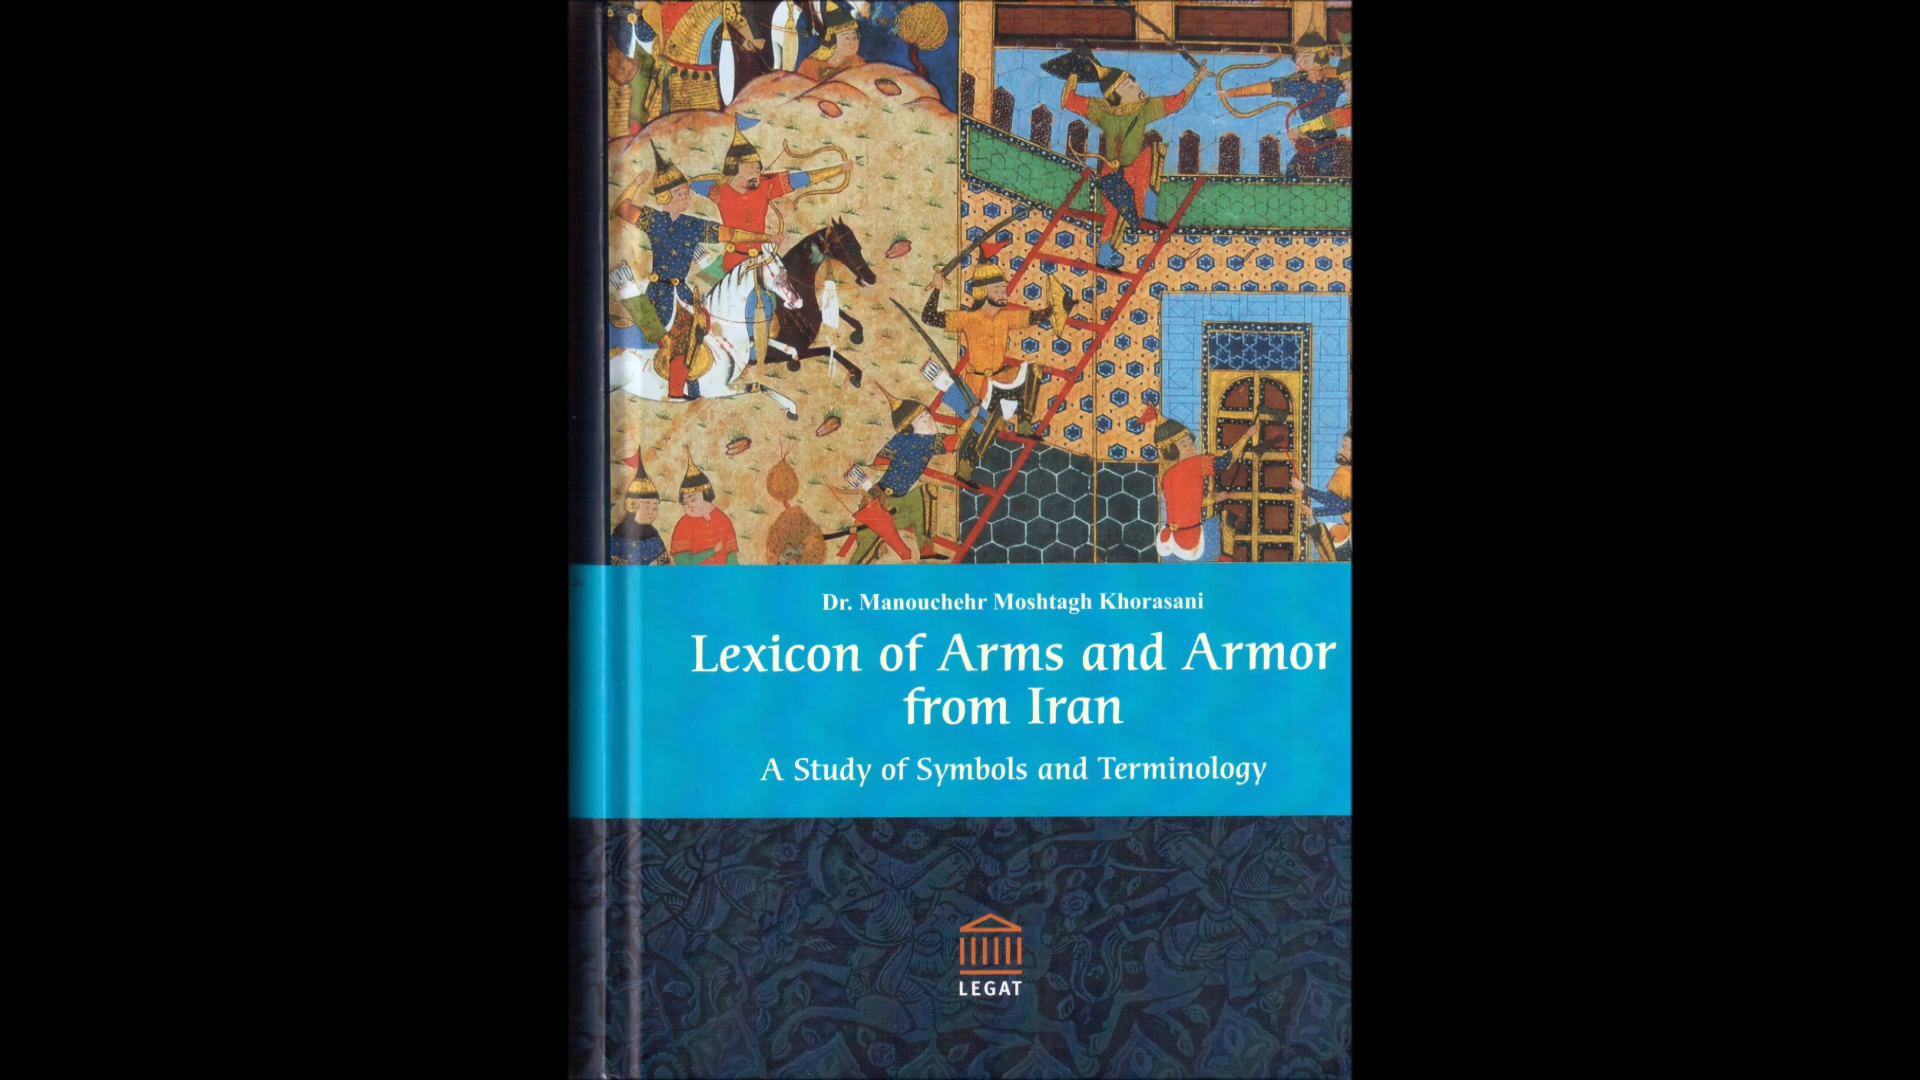 Dr. Manouchehr Moshtagh Khorasani
Lexicon of Arms and Armor
from Iran
A Study of Symbols and Terminology
LEGAT